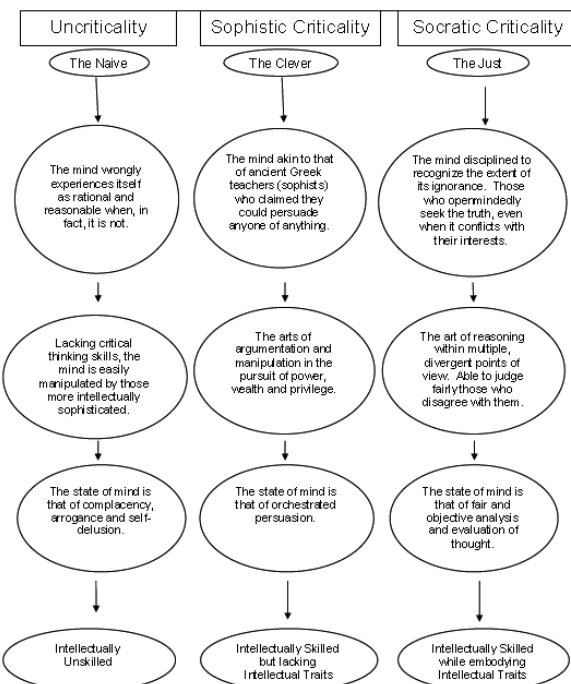 Uncriticality
Sophistic Criticality
Socratic Criticality
The Naive
The Clever
The Just
The mind wrongly
experiences itself
as rational and
reasonable when, in
fact, it is not.
The mind akin to that
of ancient Greek
teachers (sophists)
who claimed they
could persuade
anyone of anything.
The mind disciplined to
recognize the extent of
its ignorance. Those
who openmindedly
seek the truth, even
when it conflicts with
their interests.
Lacking critical
thinking skills, the
mind is easily
manipulated by those
more intellectually
sophisticated.
The arts of
argumentation and
manipulation in the
pursuit of power,
wealth and privilege.
The art of reasoning
within multiple,
divergent points of
view. Able to judge
fairly those who
disagree with them.
The state of mind is
that of complacency,
arrogance and self-
delusion.
The state of mind is
that of orchestrated
persuasion.
The state of mind is
that of fair and
objective analysis
and evaluation of
thought.
Intellectually
Unskilled
Intellectually Skilled
but lacking
Intellectual Traits
Intellectually Skilled
while embodying
Intellectual Traits